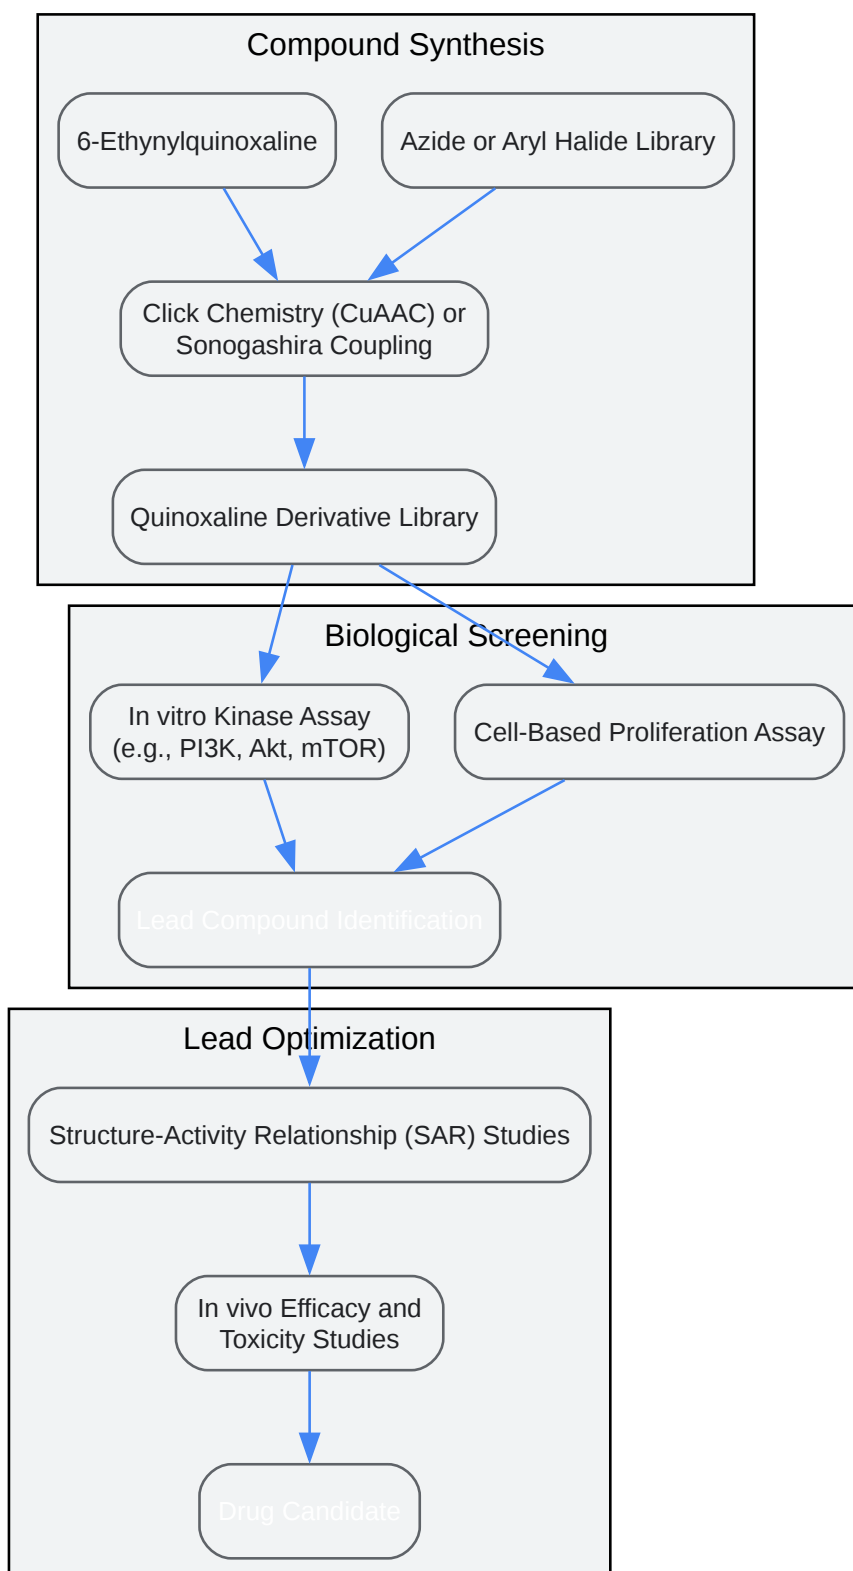 Compound Synthesis
6-Ethynylquinoxaline
Azide or Aryl Halide Library
Click Chemistry (CuAAC) or
Sonogashira Coupling
Quinoxaline Derivative Library
Biological Screening
In vitro Kinase Assay
(e.g., PI3K, Akt, mTOR)
Cell-Based Proliferation Assay
Lead Compound Identification
Lead Optimization
Structure-Activity Relationship (SAR) Studies
In vivo Efficacy and
Toxicity Studies
Drug Candidate